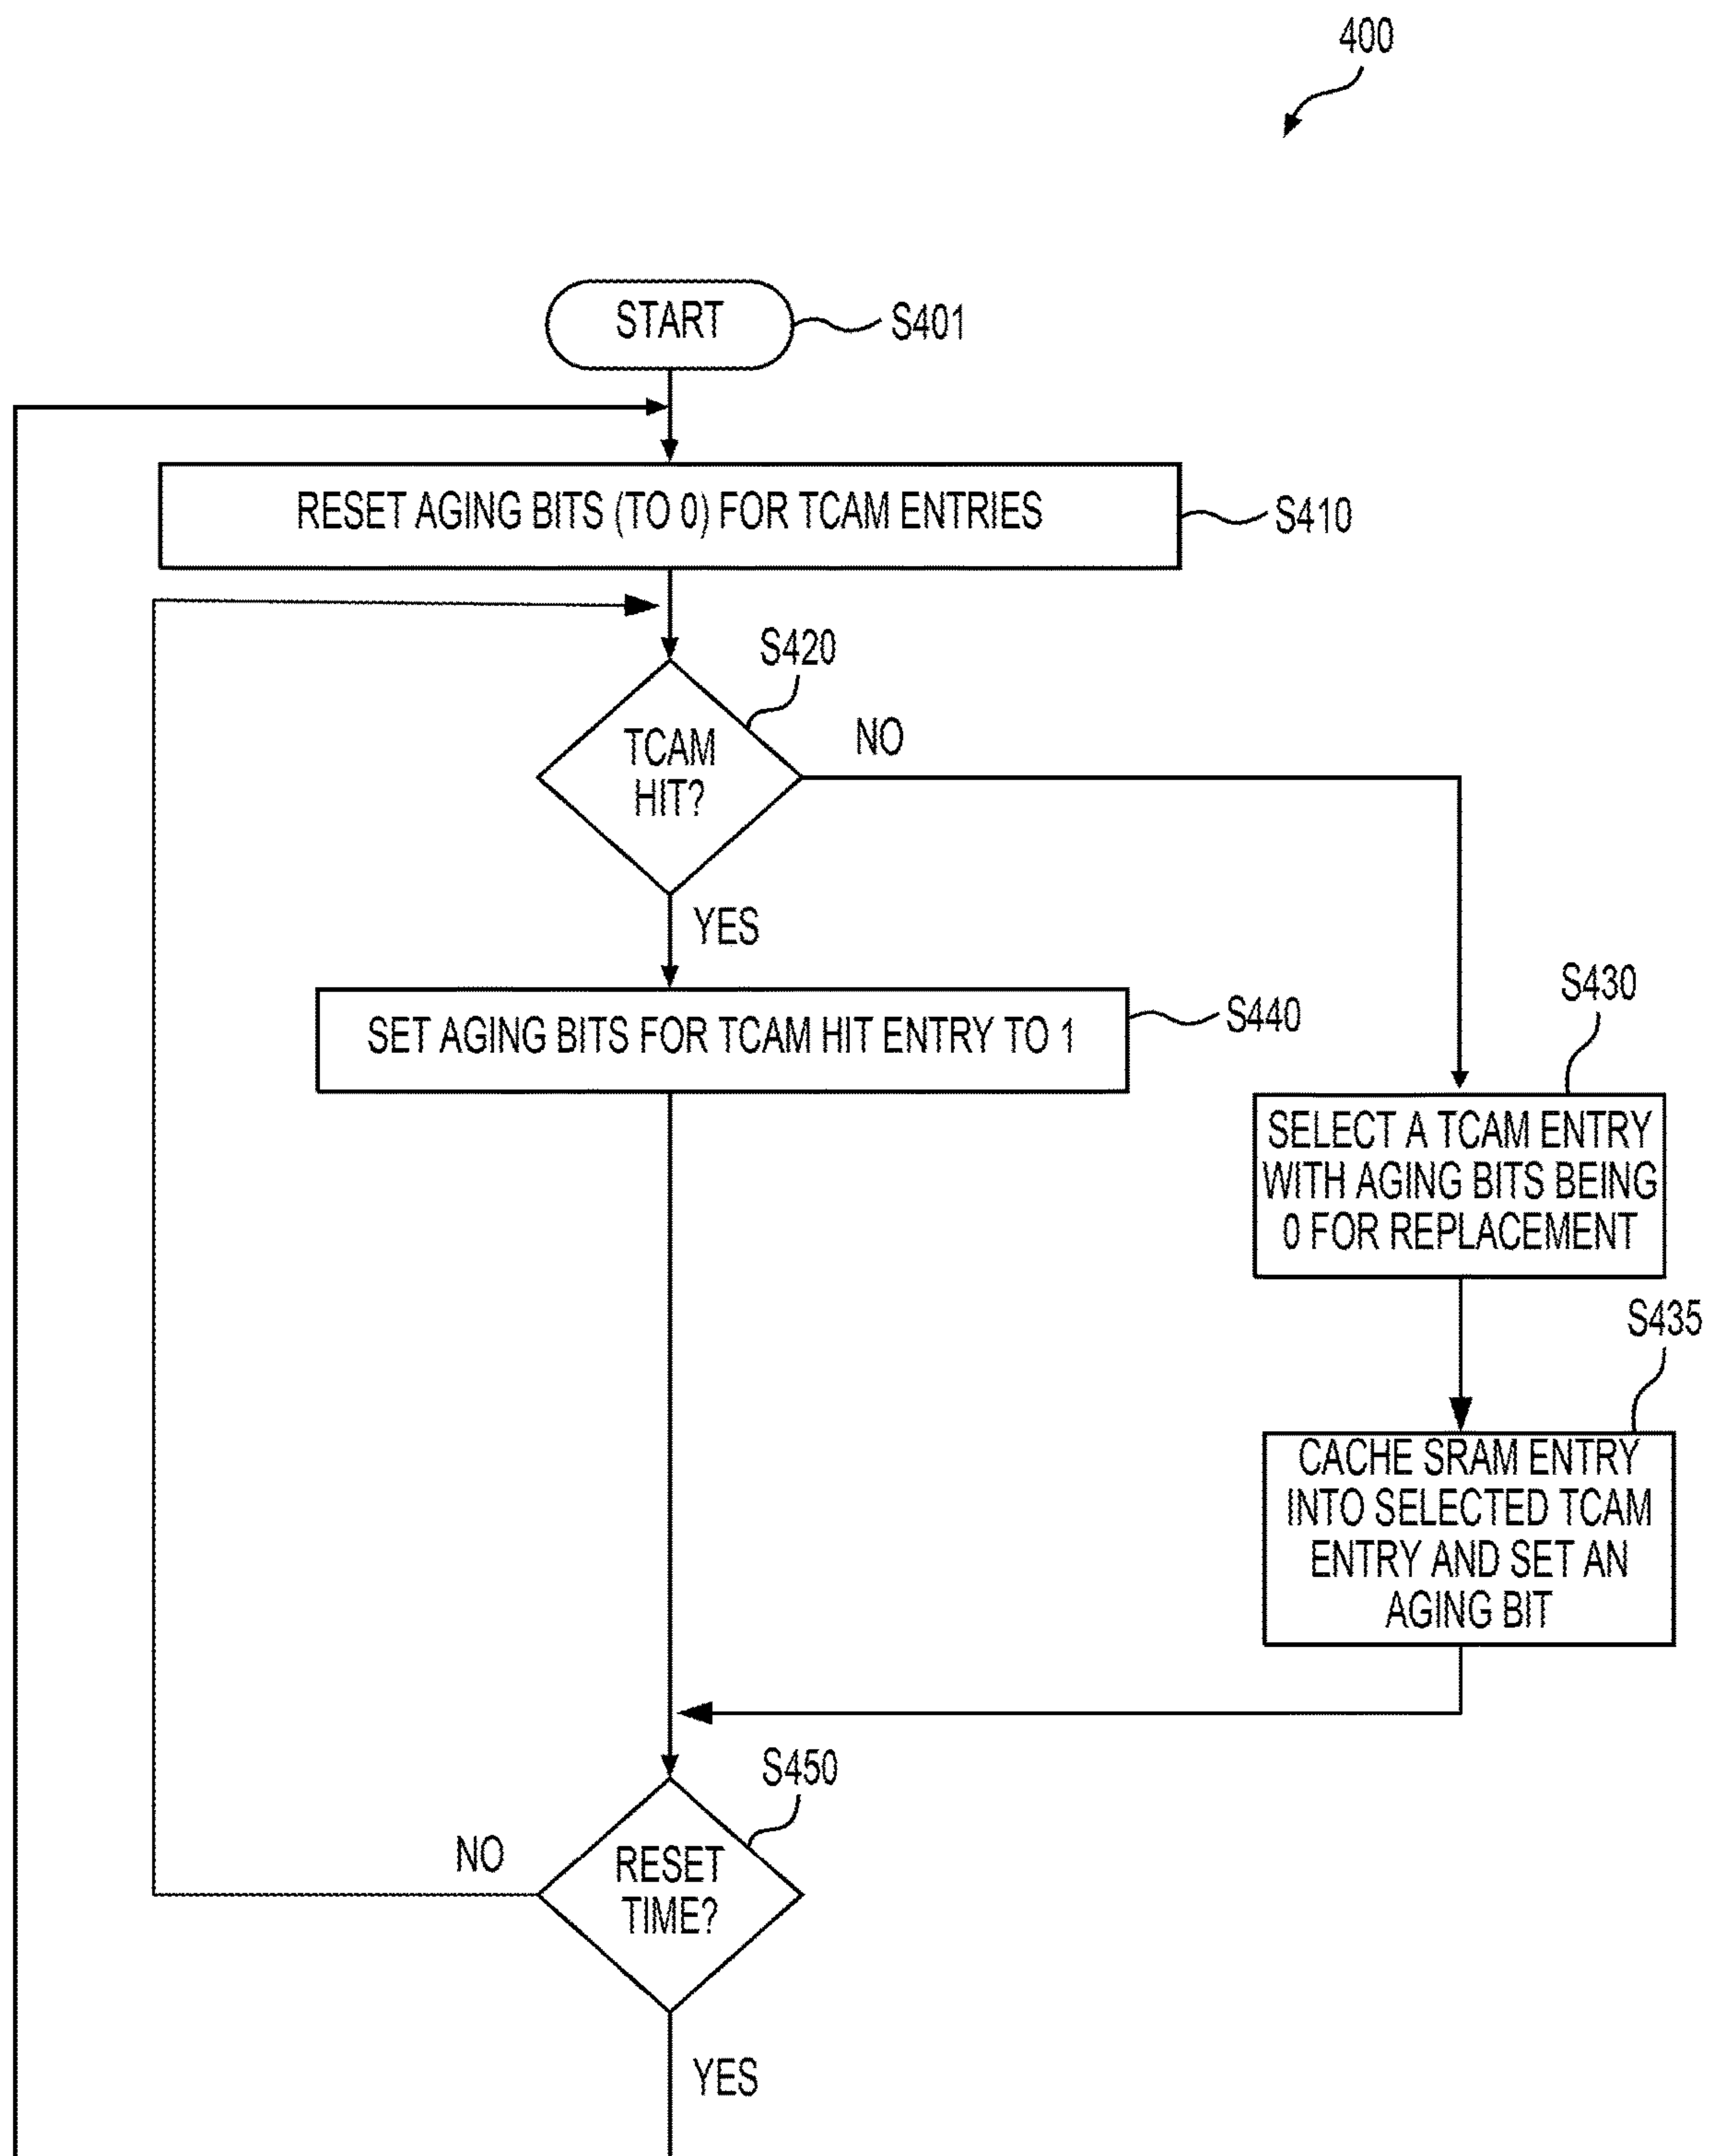 400
START
S401
RESET AGING BITS (TO 0) FOR TCAM ENTRIES
S410
S420
TCAM
HIT?
NO
YES
SET AGING BITS FOR TCAM HIT ENTRY TO 1
S440
S430
SELECT A TCAM ENTRY
WITH AGING BITS BEING
0 FOR REPLACEMENT
S435
CACHE SRAM ENTRY
INTO SELECTED TCAM
ENTRY AND SET AN
AGING BIT
S450
RESET
TIME?
NO
YES